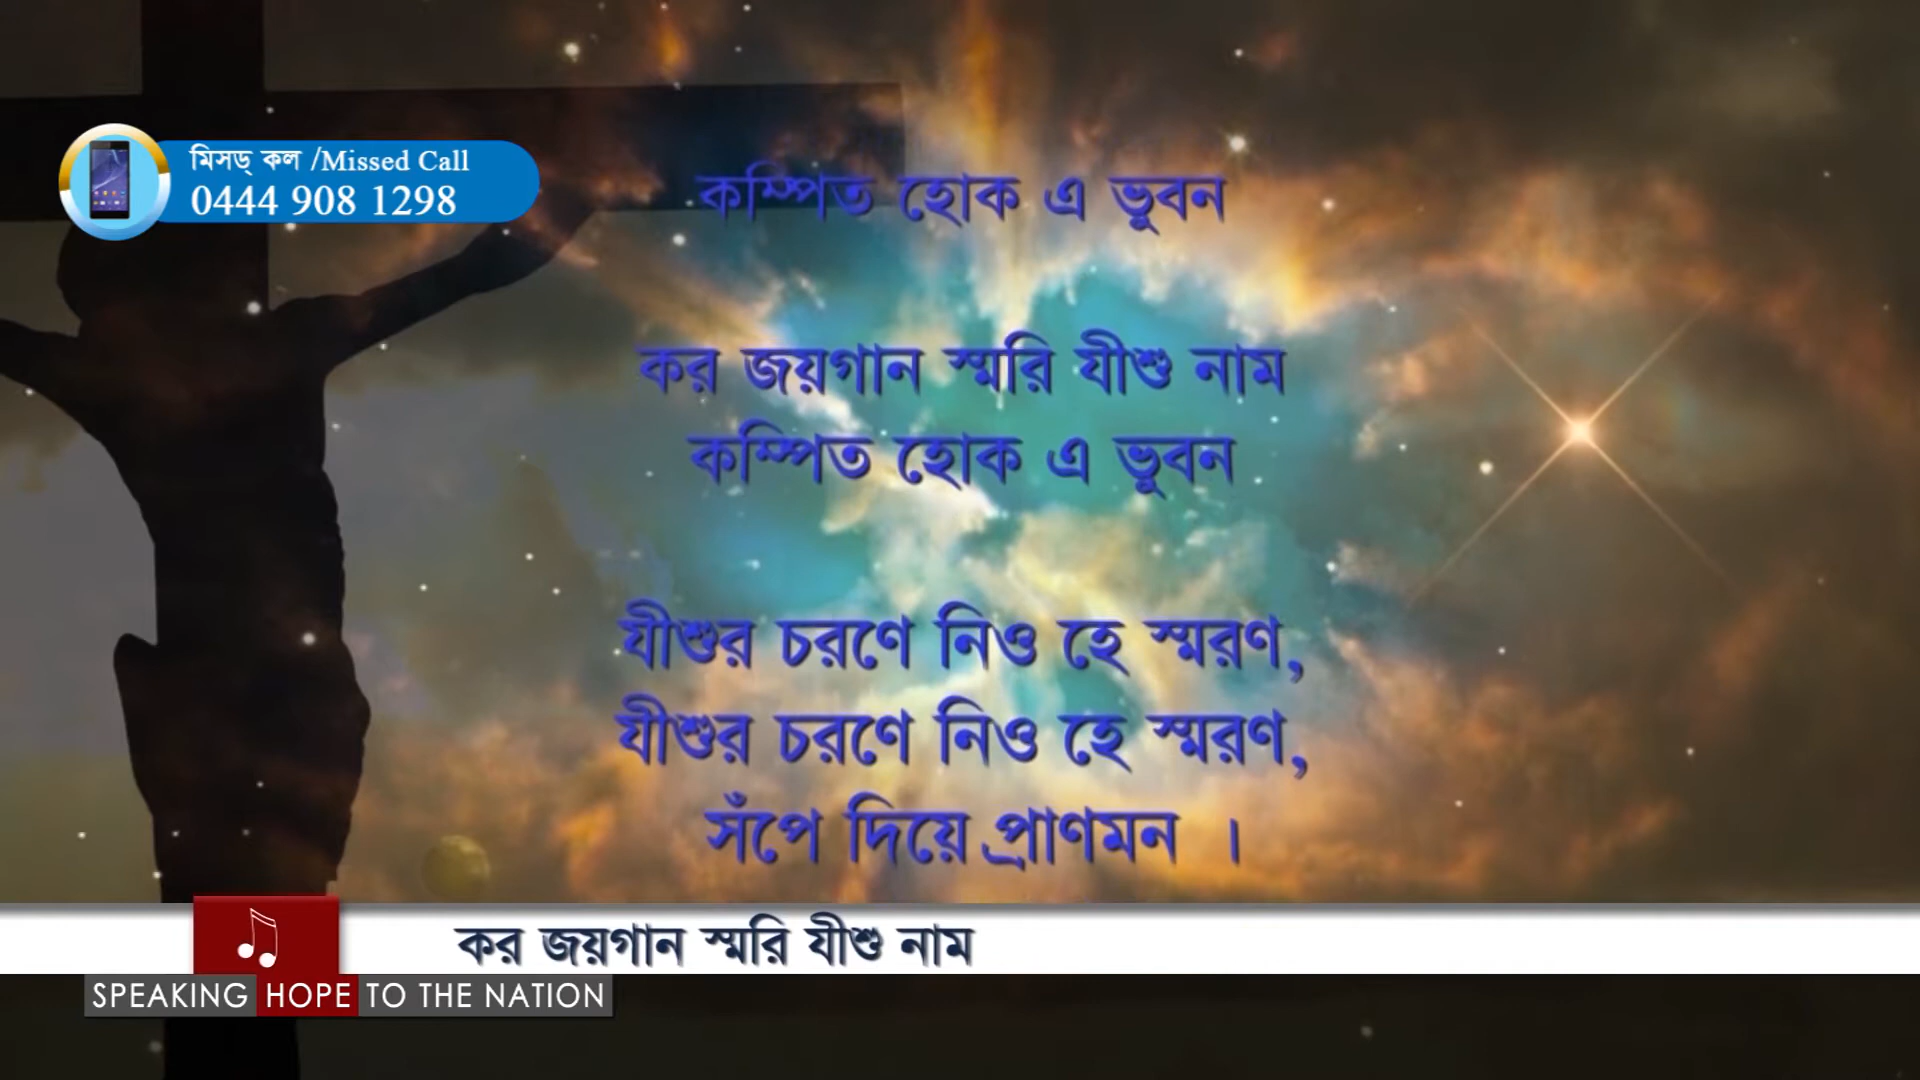 মিসড্ কল /Missed Call
0444 908 1298
কম্পিত হোক এ ভুবন
কর জয়গান স্মরি যীশু নাম
কম্পিত হোক এ ভুবন
যীশুর চরণে নিও হে স্মরণ,
যীশুর চরণে নিও হে স্মরণ,
সঁপে দিয়ে প্রাণমন ।
কর জয়গান স্মরি যীশু নাম
SPEAKING HOPE TO THE NATION